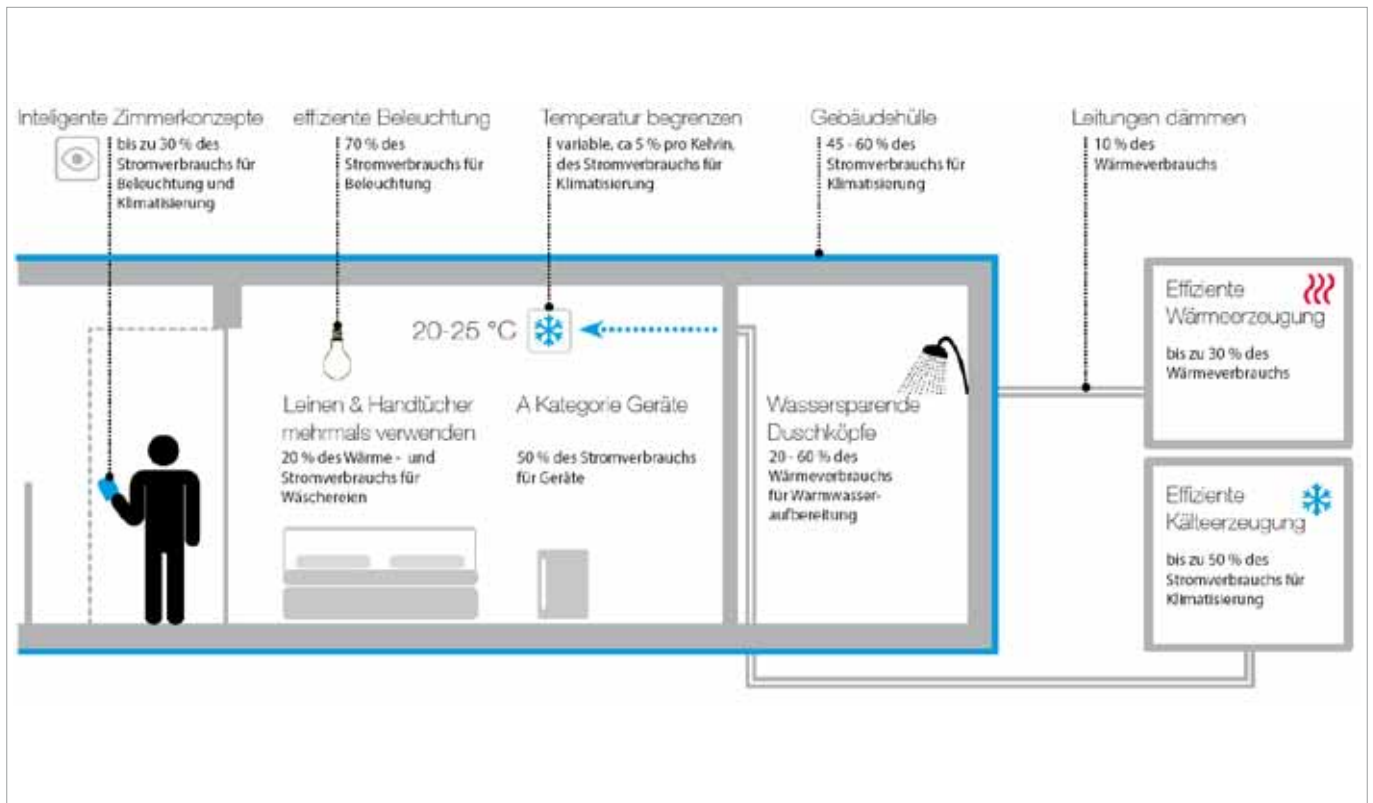 Inteligente Zimmerkonzepte
bis zu 30 % des
Stromverbrauchs für
Beleuchtung und
Klimatisierung
effiziente Beleuchtung
70 % des
Stromverbrauchs für
Beleuchtung
Temperatur begrenzen
variable, ca 5 % pro Kelvin,
des Stromverbrauchs für
Klimatisierung
Gebäudehülle
45 - 60 % des
Stromverbrauchs für
Klimatisierung
Leitungen dämmen
10 % des
Wärmeverbrauchs
20-25 °C
Leinen & Handtücher
mehrmals verwenden
20 % des Wärme - und
Stromverbrauchs für
Wäschereien
A Kategorie Geräte
50 % des Stromverbrauchs
für Geräte
Wassersparende
Duschköpfe
20 - 60 % des
Wärmeverbrauchs
für Warmwasser-
aufbereitung
Effiziente
Wärmeerzeugung
bis zu 30 % des
Wärmeverbrauchs
Effiziente
Kälteerzeugung
bis zu 50 % des
Stromverbrauchs für
Klimatisierung